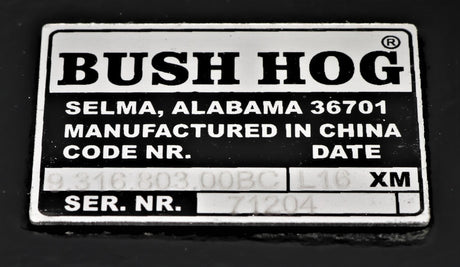 BUSH HOG®
SELMA, ALABAMA 36701
MANUFACTURED IN CHINA
CODE NR. DATE
9.316.803.00BC L16 XM
SER. NR. 71204